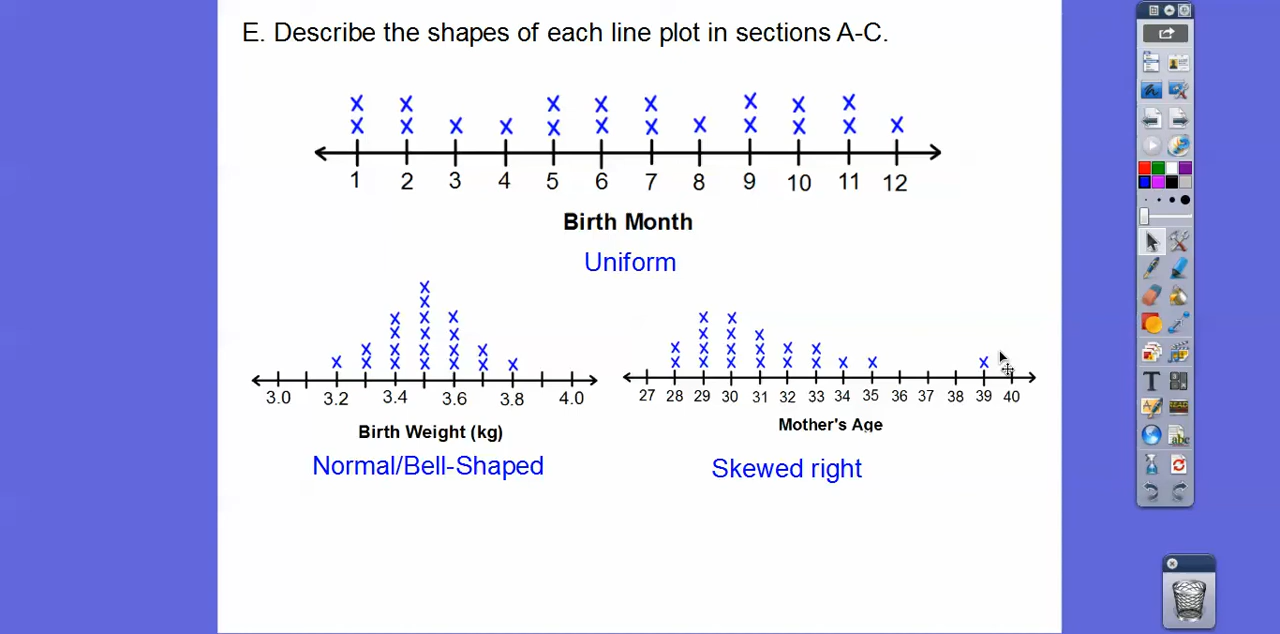 E. Describe the shapes of each line plot in sections A-C.
1 2 3 4 5 6 7 8 9 10 11 12
Birth Month
Uniform
3.0 3.2 3.4 3.6 3.8 4.0
Birth Weight (kg)
Normal/Bell-Shaped
27 28 29 30 31 32 33 34 35 36 37 38 39 40
Mother's Age
Skewed right